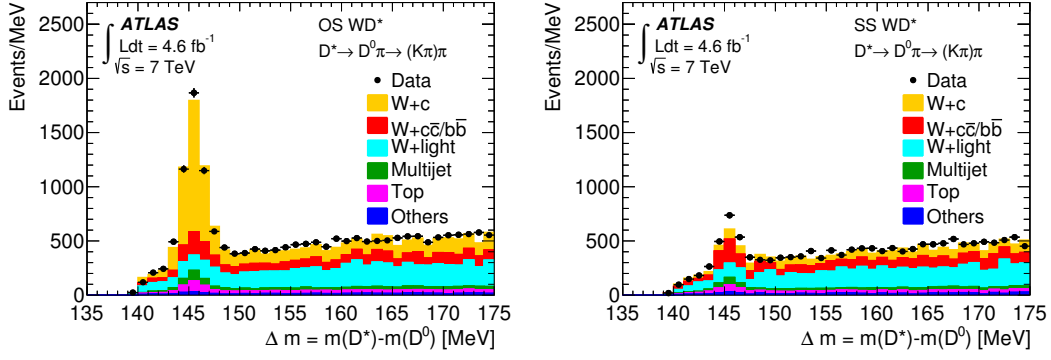 Events/MeV
2500
2000
1500
1000
500
0
ATLAS
∫ Ldt = 4.6 fb⁻¹
√s = 7 TeV
OS WD*
D*→ D⁰π→ (Kπ)π
Data
W+c
W+cc̅/bb̅
W+light
Multijet
Top
Others
135 140 145 150 155 160 165 170 175
Δ m = m(D*)-m(D⁰) [MeV]
Events/MeV
2500
2000
1500
1000
500
0
ATLAS
∫ Ldt = 4.6 fb⁻¹
√s = 7 TeV
SS WD*
D*→ D⁰π→ (Kπ)π
Data
W+c
W+cc̅/bb̅
W+light
Multijet
Top
Others
135 140 145 150 155 160 165 170 175
Δ m = m(D*)-m(D⁰) [MeV]